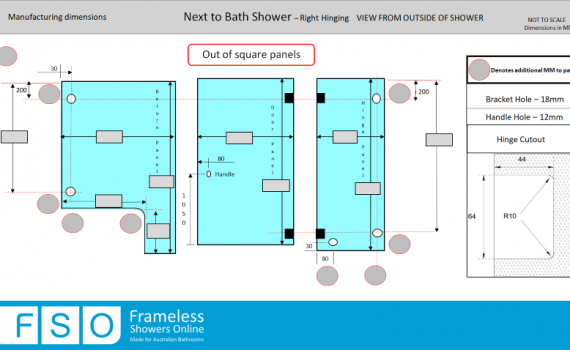 Manufacturing dimensions
Next to Bath Shower – Right Hinging VIEW FROM OUTSIDE OF SHOWER
NOT TO SCALE
Dimensions in MM
Out of square panels
30
200
Return Panel
Door Panel
80
Handle
1050
Hinge Panel
200
30
80
Denotes additional MM to pa
Bracket Hole – 18mm
Handle Hole – 12mm
Hinge Cutout
44
64
R10
FSO
Frameless
Showers Online
Made for Australian Bathrooms